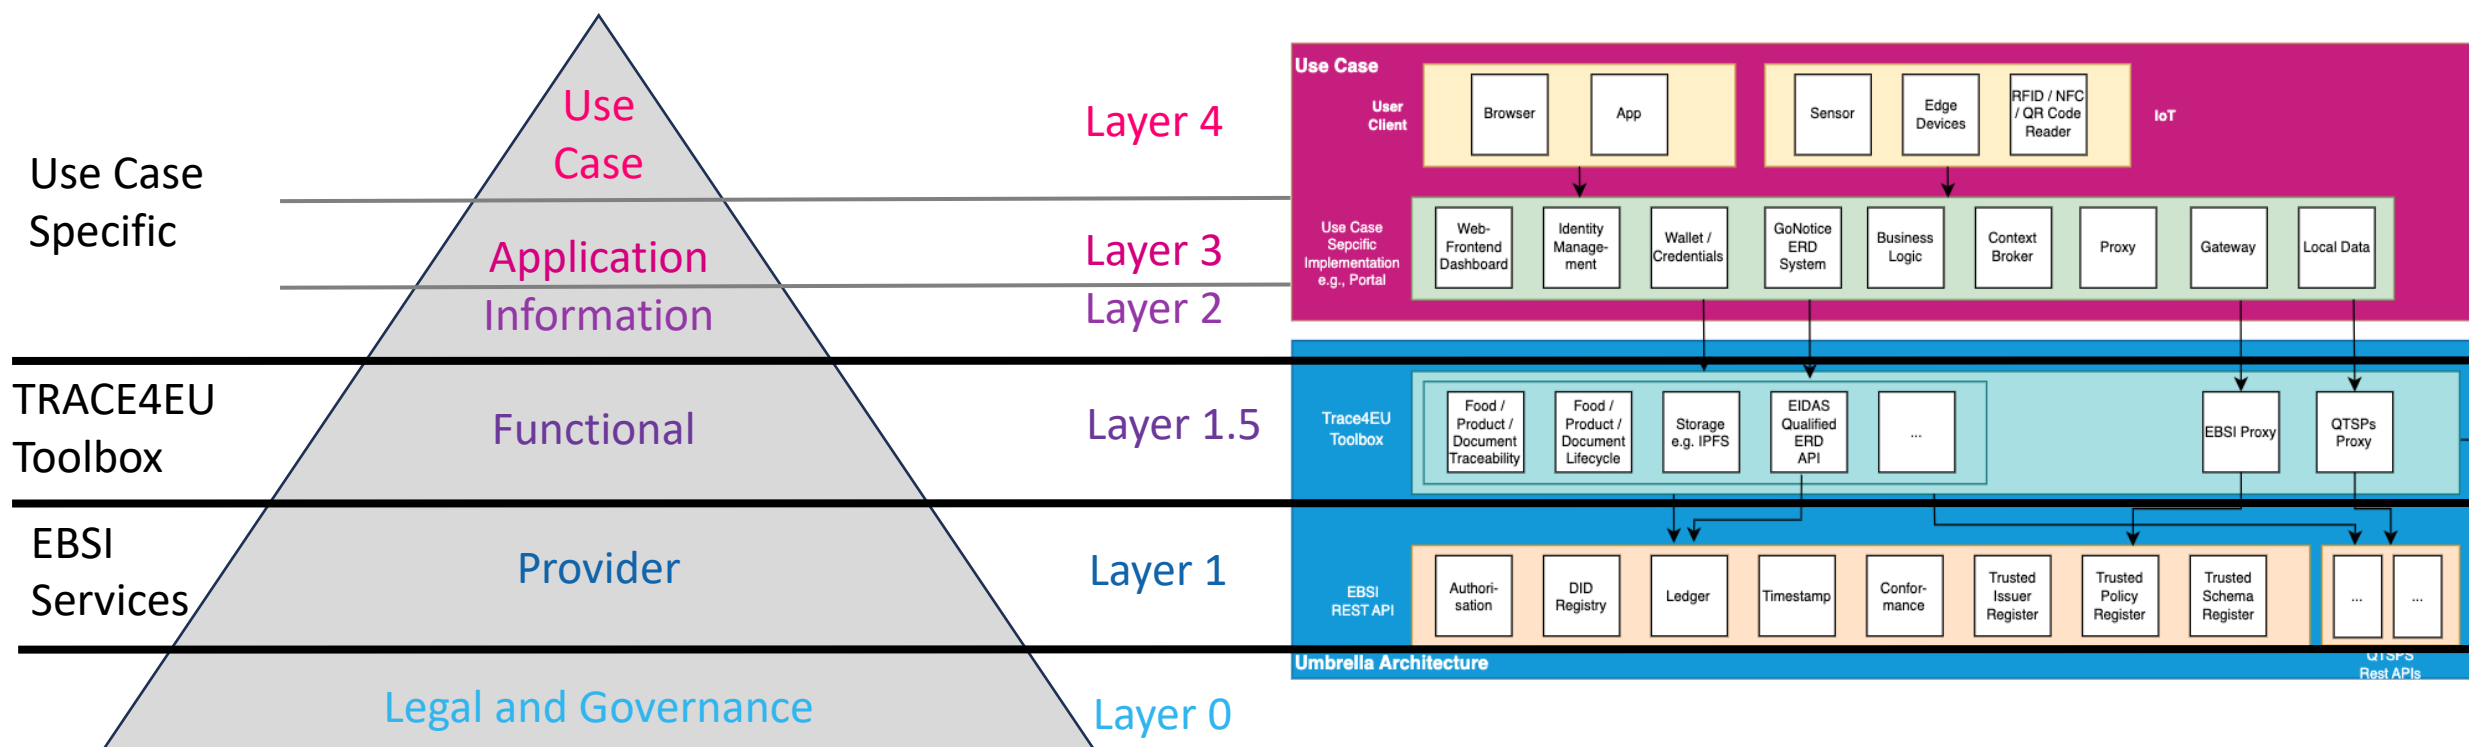 Use Case
Specific
TRACE4EU
Toolbox
EBSI
Services
Use
Case
Application
Information
Functional
Provider
Legal and Governance
Layer 4
Layer 3
Layer 2
Layer 1.5
Layer 1
Layer 0
Use Case
User
Client
Browser
App
Sensor
Edge
Devices
RFID / NFC
/ QR Code
Reader
IoT
Use Case
Sepcific
Implementation
e.g., Portal
Web-
Frontend
Dashboard
Identity
Manage-
ment
Wallet /
Credentials
GoNotice
ERD
System
Business
Logic
Context
Broker
Proxy
Gateway
Local Data
Trace4EU
Toolbox
Food /
Product /
Document
Traceability
Food /
Product /
Document
Lifecycle
Storage
e.g. IPFS
EIDAS
Qualified
ERD
API
...
EBSI Proxy
QTSPs
Proxy
EBSI
REST API
Authori-
sation
DID
Registry
Ledger
Timestamp
Confor-
mance
Trusted
Issuer
Register
Trusted
Policy
Register
Trusted
Schema
Register
...
...
Umbrella Architecture
QTSPS
Rest APIs